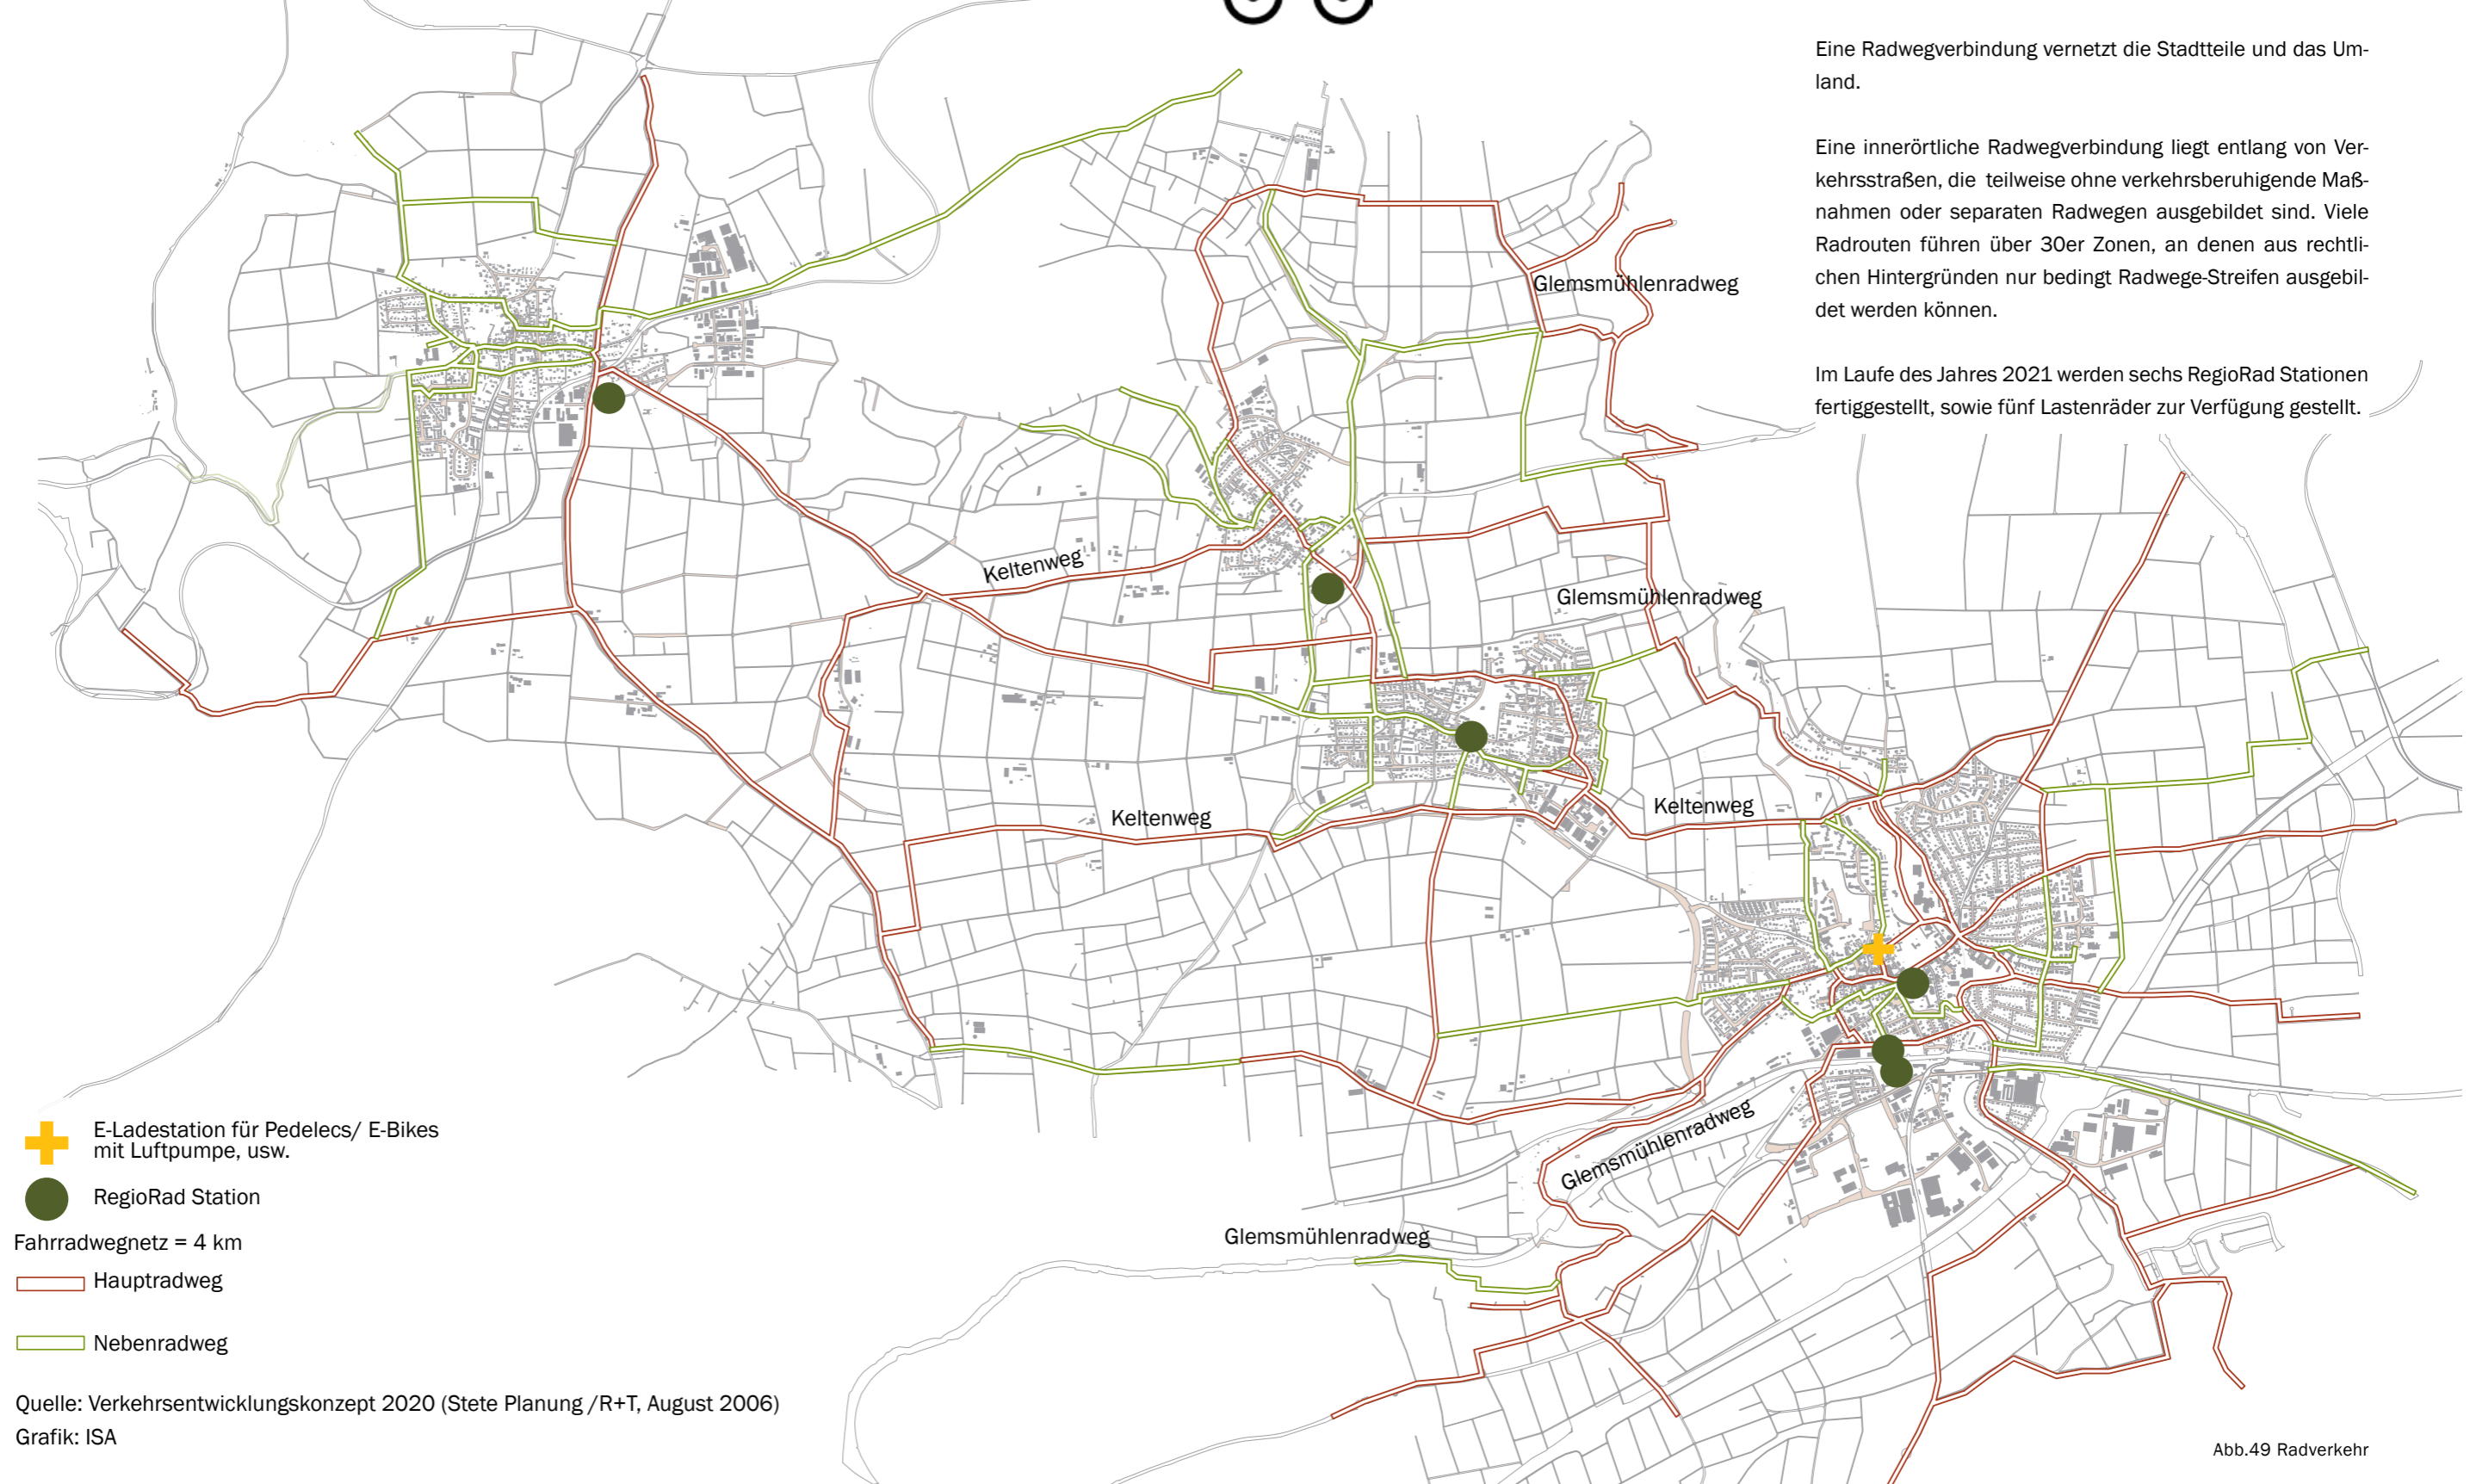 Eine Radwegverbindung vernetzt die Stadtteile und das Um-
land.
Eine innerörtliche Radwegverbindung liegt entlang von Ver-
kehrsstraßen, die teilweise ohne verkehrsberuhigende Maß-
nahmen oder separaten Radwegen ausgebildet sind. Viele
Radrouten führen über 30er Zonen, an denen aus rechtli-
chen Hintergründen nur bedingt Radwege-Streifen ausgebil-
det werden können.
Im Laufe des Jahres 2021 werden sechs RegioRad Stationen
fertiggestellt, sowie fünf Lastenräder zur Verfügung gestellt.
Glemsmühlenradweg
Keltenweg
Glemsmühlenradweg
Keltenweg
Keltenweg
Glemsmühlenradweg
Glemsmühlenradweg
E-Ladestation für Pedelecs/ E-Bikes
mit Luftpumpe, usw.
RegioRad Station
Fahrradwegnetz = 4 km
Hauptradweg
Nebenradweg
Quelle: Verkehrsentwicklungskonzept 2020 (Stete Planung /R+T, August 2006)
Grafik: ISA
Abb.49 Radverkehr